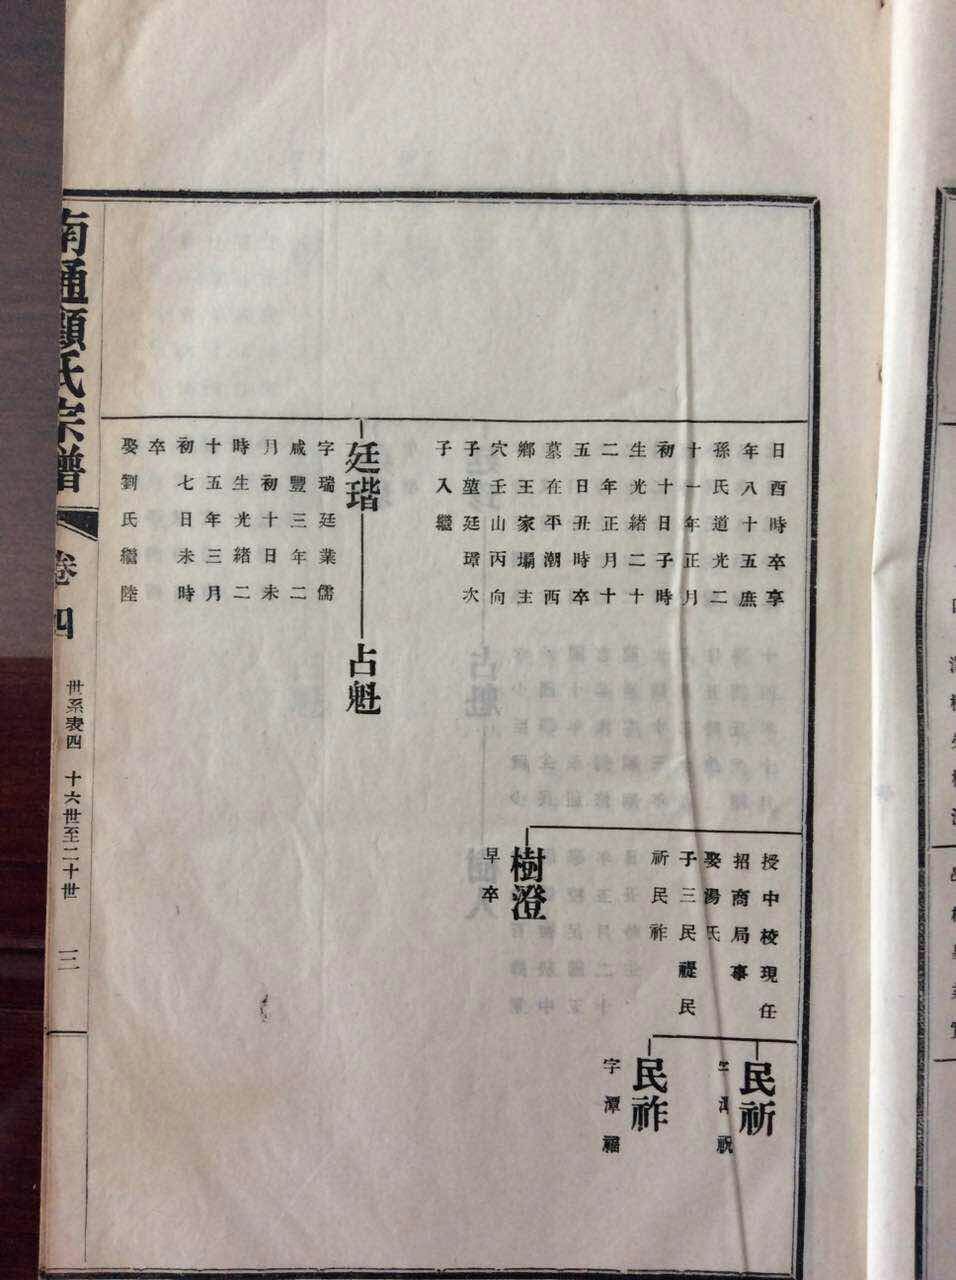 日酉時卒享
年八十五庶
孫氏道光二
十一年正月
初十日子時
生光緒二十
二年正月十
五日丑時卒
墓在平潮西
鄉王家壩主
穴壬山丙向
子堇廷璋次
子入繼
廷瑎
字瑞廷業儒
咸豐三年二
月初十日未
時生光緒二
十五年三月
初七日未時
卒
娶劉氏繼陸
占魁
授中校現任
招商局事
娶湯氏
子三民禔民
祈民祚
樹澄
早卒
民祈
字潭祝
民祚
字潭福
南通顧氏宗譜
卷四
世系表四 十六世至二十世
三